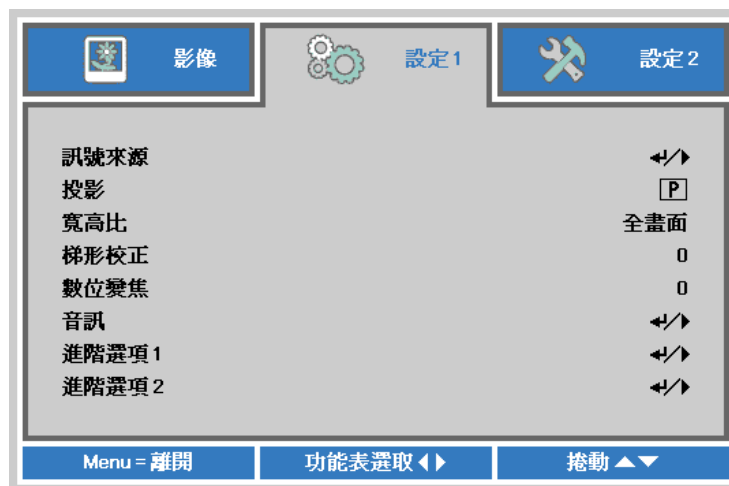 影像
設定1
設定2
訊號來源 ↵/▶
投影 P
寬高比 全畫面
梯形校正 0
數位變焦 0
音訊 ↵/▶
進階選項1 ↵/▶
進階選項2 ↵/▶
Menu = 離開
功能表選取 ◀▶
捲動 ▲▼